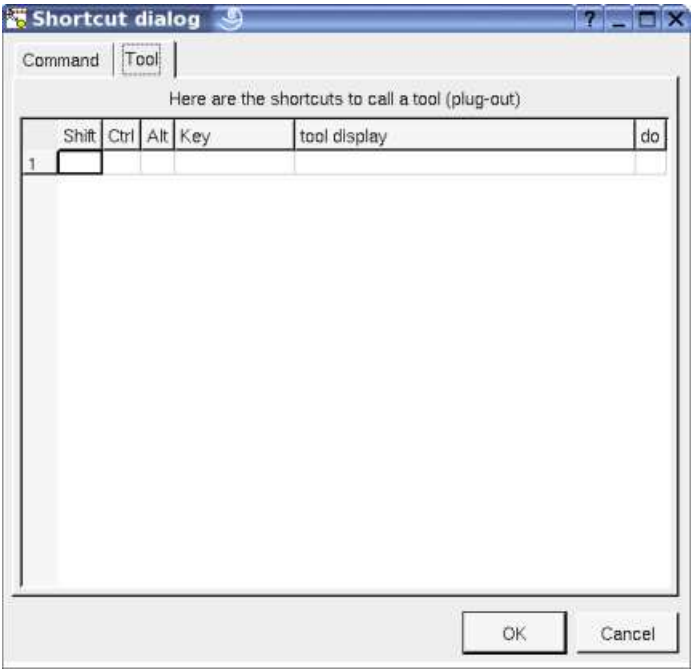 Shortcut dialog ?
Command Tool
Here are the shortcuts to call a tool (plug-out)
Shift Ctrl Alt Key tool display do
1
OK Cancel